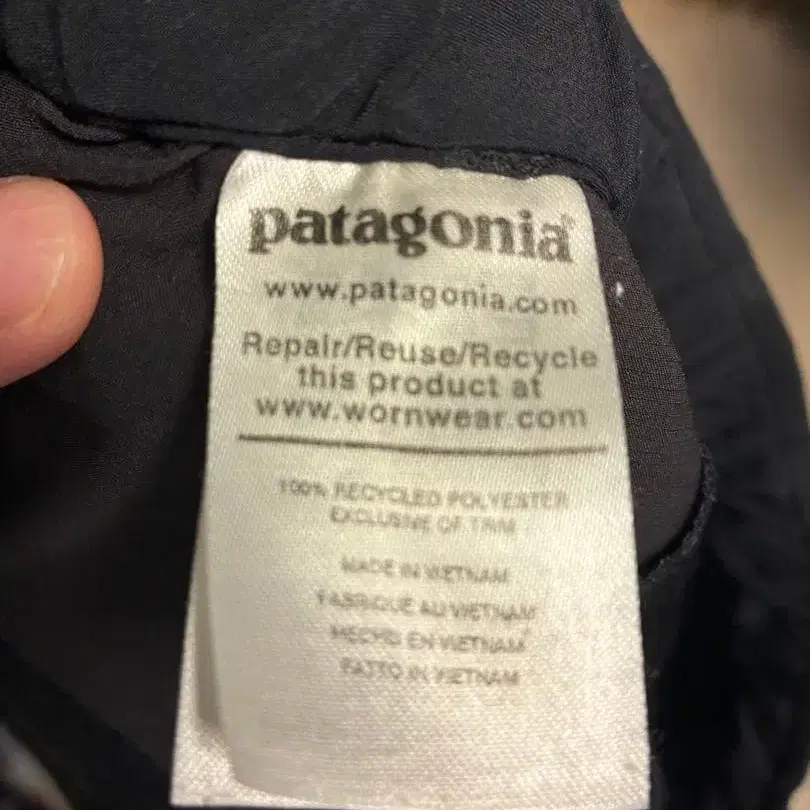 patagonia®
www.patagonia.com
Repair/Reuse/Recycle
this product at
www.wornwear.com
100% RECYCLED POLYESTER
EXCLUSIVE OF TRIM
MADE IN VIETNAM
FABRIQUÉ AU VIETNAM
HECHO EN VIETNAM
FATTO IN VIETNAM